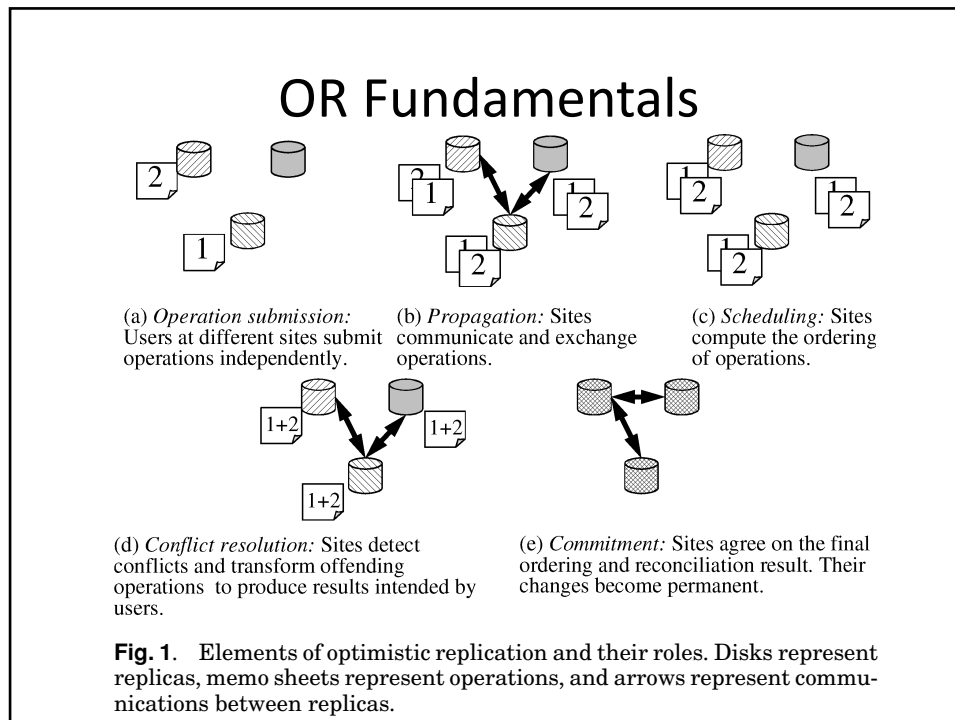 OR Fundamentals
2
1
2
1
1
2
1
2
1
2
1
2
1
2
(a) Operation submission:
Users at different sites submit
operations independently.
(b) Propagation: Sites
communicate and exchange
operations.
(c) Scheduling: Sites
compute the ordering
of operations.
1+2
1+2
1+2
(d) Conflict resolution: Sites detect
conflicts and transform offending
operations to produce results intended by
users.
(e) Commitment: Sites agree on the final
ordering and reconciliation result. Their
changes become permanent.
Fig. 1. Elements of optimistic replication and their roles. Disks represent
replicas, memo sheets represent operations, and arrows represent commu-
nications between replicas.